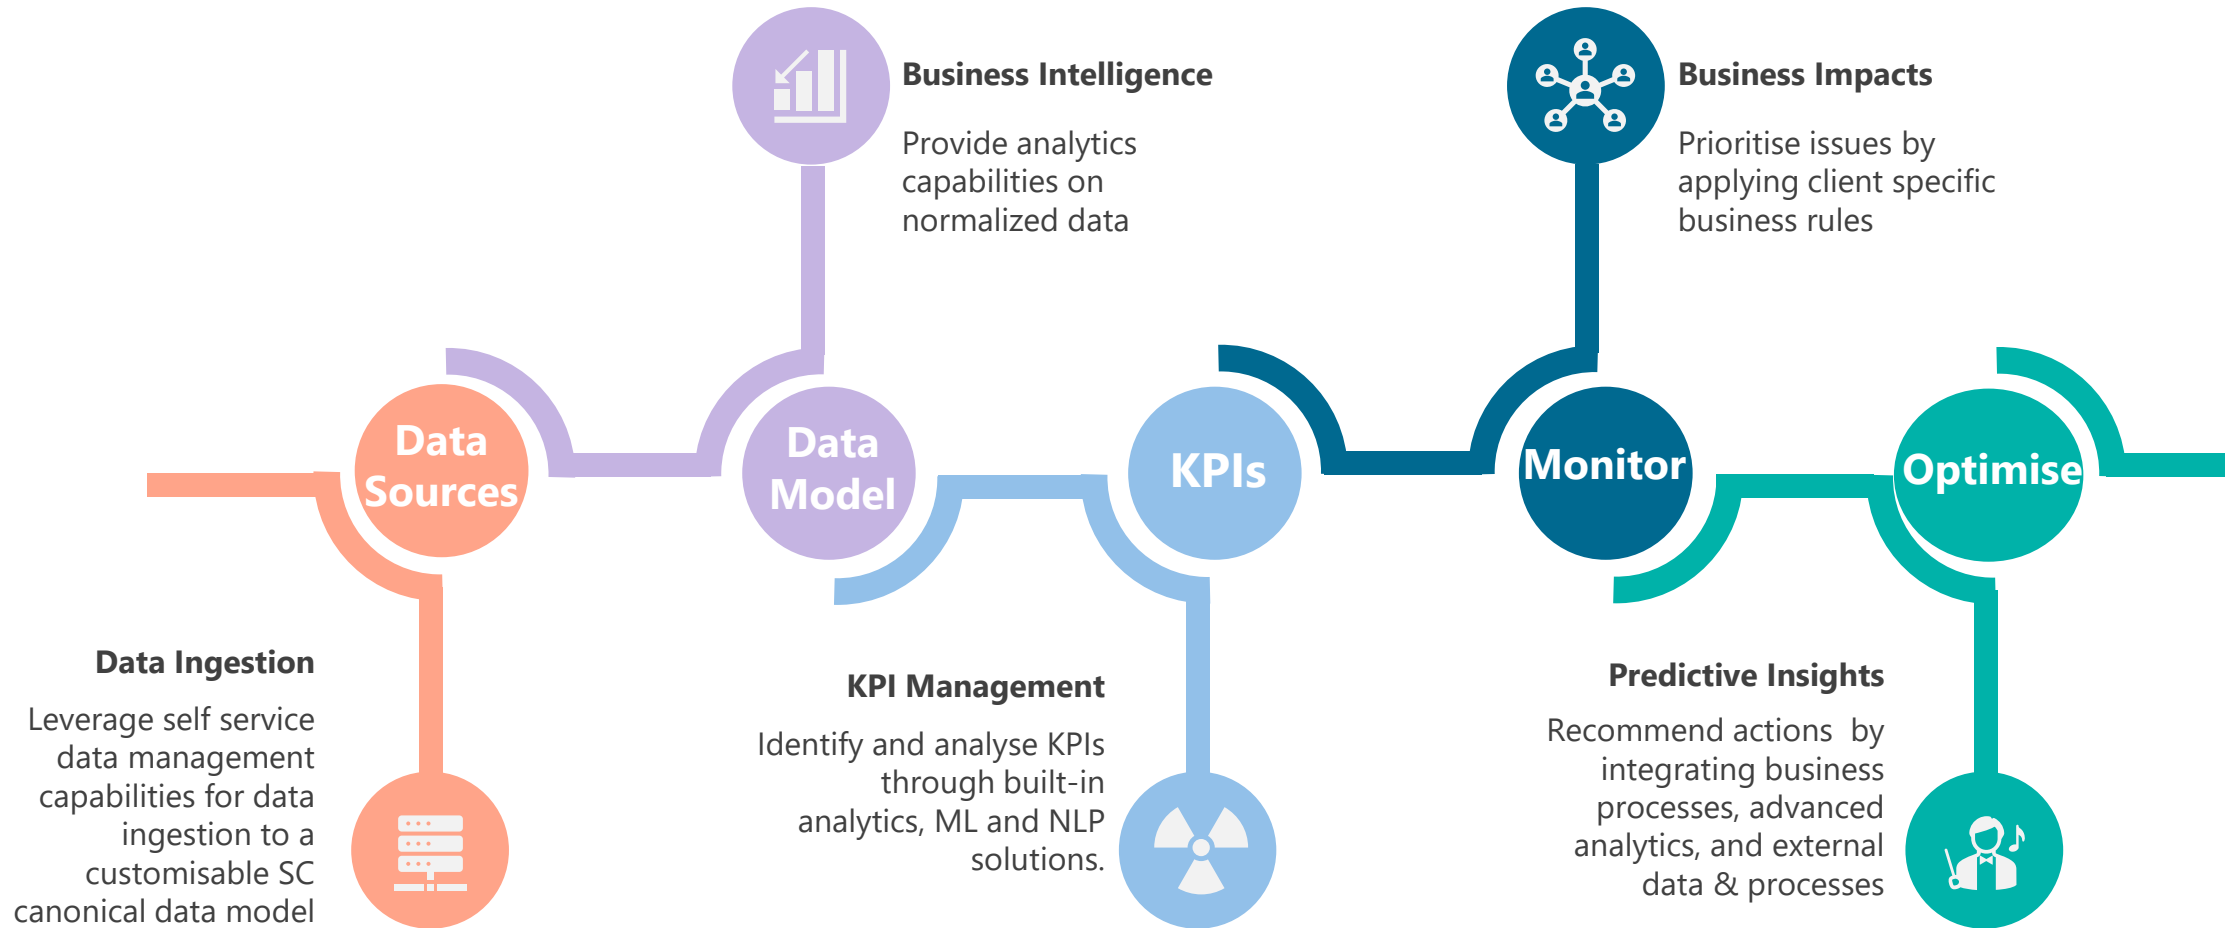 Business Intelligence
Provide analytics
capabilities on
normalized data
Business Impacts
Prioritise issues by
applying client specific
business rules
Data
Sources
Data
Model
KPIs
Monitor
Optimise
Data Ingestion
Leverage self service
data management
capabilities for data
ingestion to a
customisable SC
canonical data model
KPI Management
Identify and analyse KPIs
through built-in
analytics, ML and NLP
solutions.
Predictive Insights
Recommend actions  by
integrating business
processes, advanced
analytics, and external
data & processes